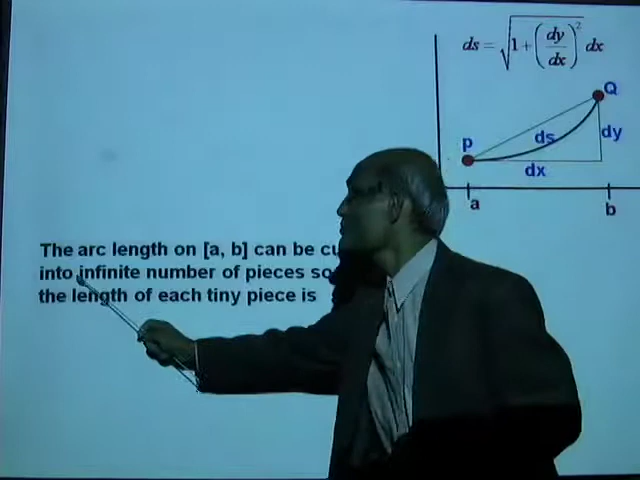 ds = √(1 + (dy/dx)²) dx
Q
P
ds
dy
dx
a
b
The arc length on [a, b] can be
into infinite number of pieces
the length of each tiny piece is